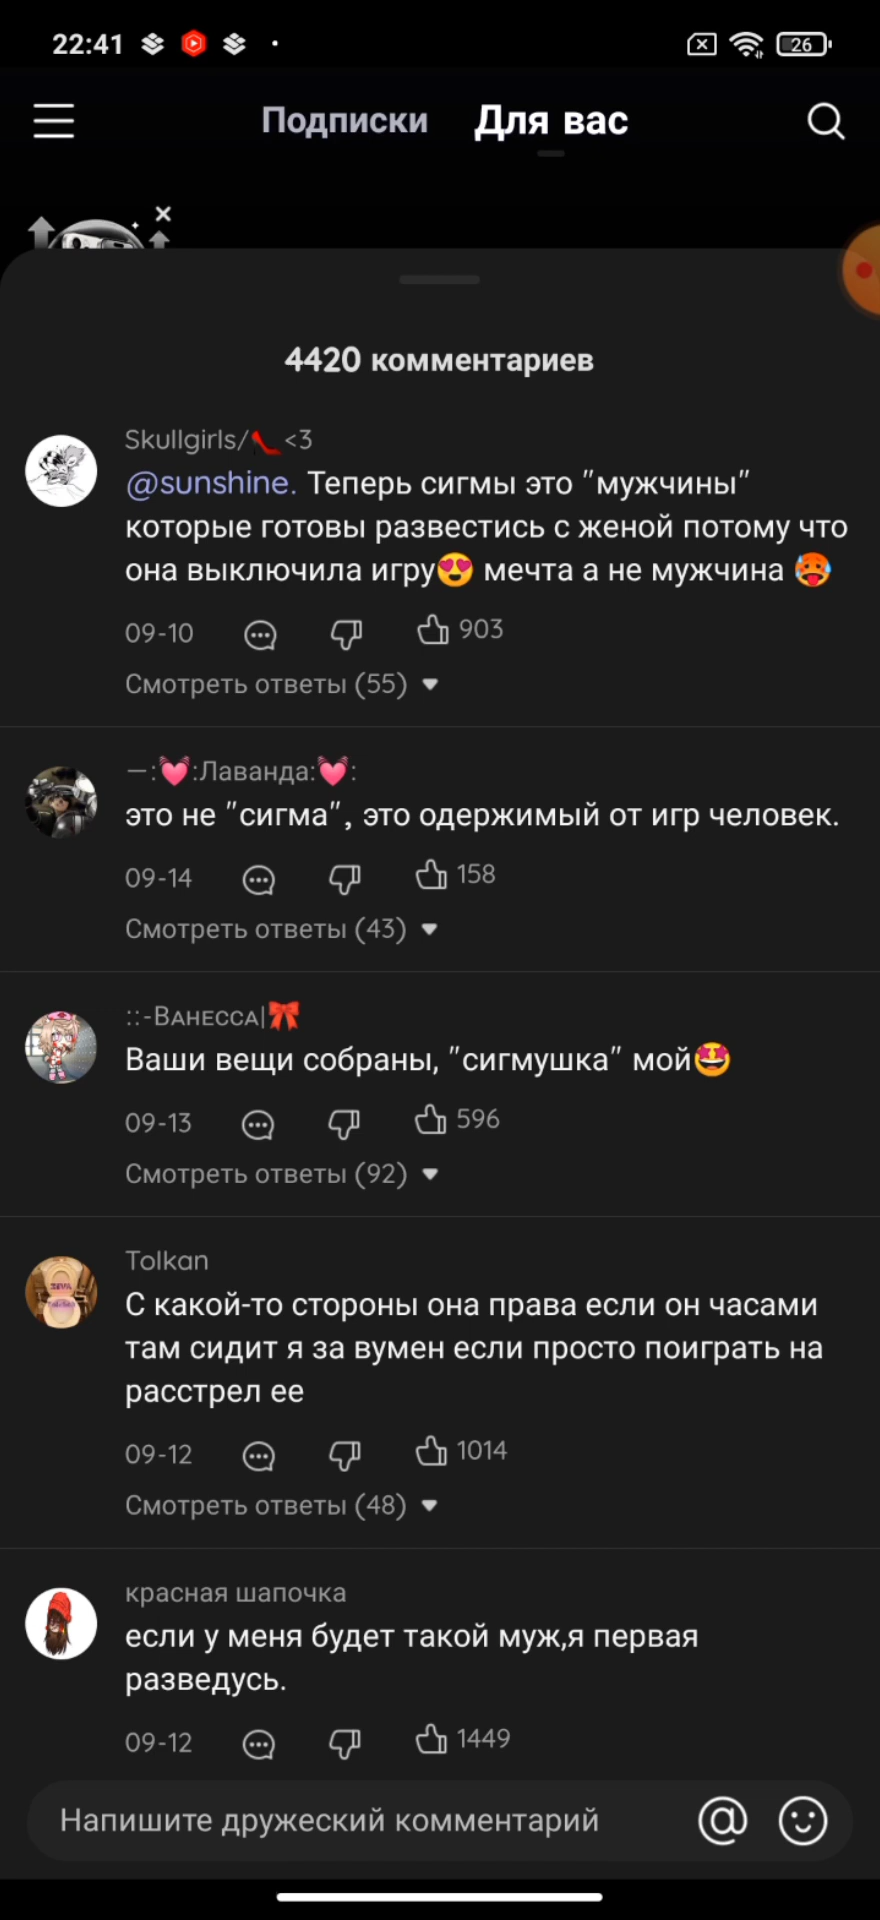 22:41
26
Подписки Для вас
4420 комментариев
Skullgirls/👠<3
@sunshine. Теперь сигмы это "мужчины"
которые готовы развестись с женой потому что
она выключила игру😍 мечта а не мужчина 🥵
09-10 903
Смотреть ответы (55)
—:💓:Лаванда:💓:
это не "сигма", это одержимый от игр человек.
09-14 158
Смотреть ответы (43)
::-Ванесса|🎀
Ваши вещи собраны, "сигмушка" мой🤩
09-13 596
Смотреть ответы (92)
Tolkan
С какой-то стороны она права если он часами
там сидит я за вумен если просто поиграть на
расстрел ее
09-12 1014
Смотреть ответы (48)
красная шапочка
если у меня будет такой муж,я первая
разведусь.
09-12 1449
Напишите дружеский комментарий